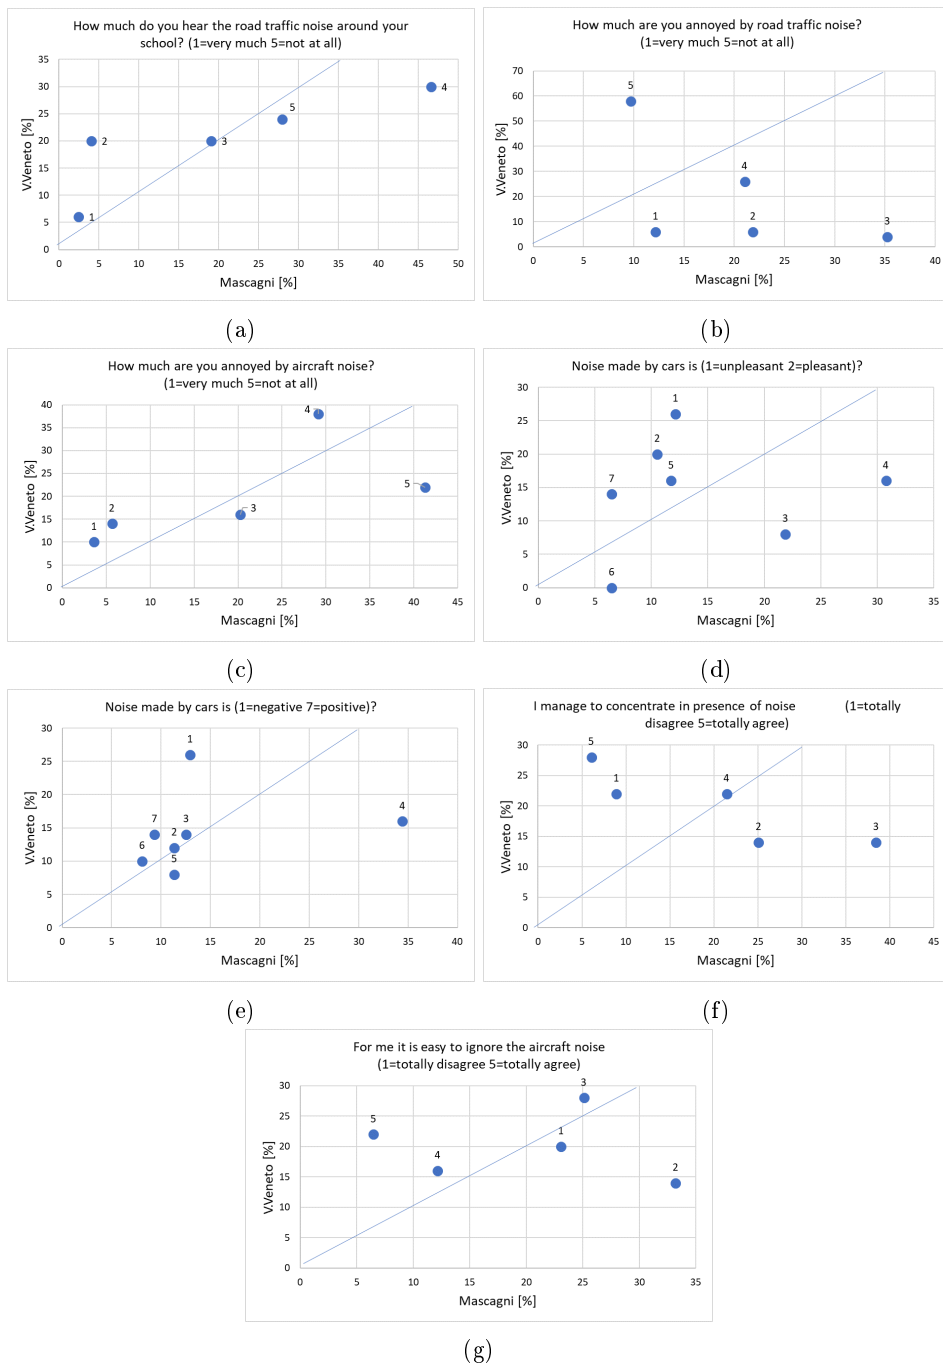 How much do you hear the road traffic noise around your
school? (1=very much 5=not at all)
35
30
25
20
15
10
5
0
V.Veneto [%]
4
5
2
3
1
0 5 10 15 20 25 30 35 40 45 50
Mascagni [%]
(a)
How much are you annoyed by road traffic noise?
(1=very much 5=not at all)
70
60
50
40
30
20
10
0
V.Veneto [%]
5
4
1
2
3
0 5 10 15 20 25 30 35 40
Mascagni [%]
(b)
How much are you annoyed by aircraft noise?
(1=very much 5=not at all)
40
35
30
25
20
15
10
5
0
V.Veneto [%]
4
5
2
3
1
0 5 10 15 20 25 30 35 40 45
Mascagni [%]
(c)
Noise made by cars is (1=unpleasant 2=pleasant)?
30
25
20
15
10
5
0
V.Veneto [%]
1
2
5
4
7
3
6
0 5 10 15 20 25 30 35
Mascagni [%]
(d)
Noise made by cars is (1=negative 7=positive)?
30
25
20
15
10
5
0
V.Veneto [%]
1
4
7
3
2
6
5
0 5 10 15 20 25 30 35 40
Mascagni [%]
(e)
I manage to concentrate in presence of noise (1=totally
disagree 5=totally agree)
30
25
20
15
10
5
0
V.Veneto [%]
5
1
4
2
3
0 5 10 15 20 25 30 35 40 45
Mascagni [%]
(f)
For me it is easy to ignore the aircraft noise
(1=totally disagree 5=totally agree)
30
25
20
15
10
5
0
V.Veneto [%]
3
5
1
4
2
0 5 10 15 20 25 30 35
Mascagni [%]
(g)